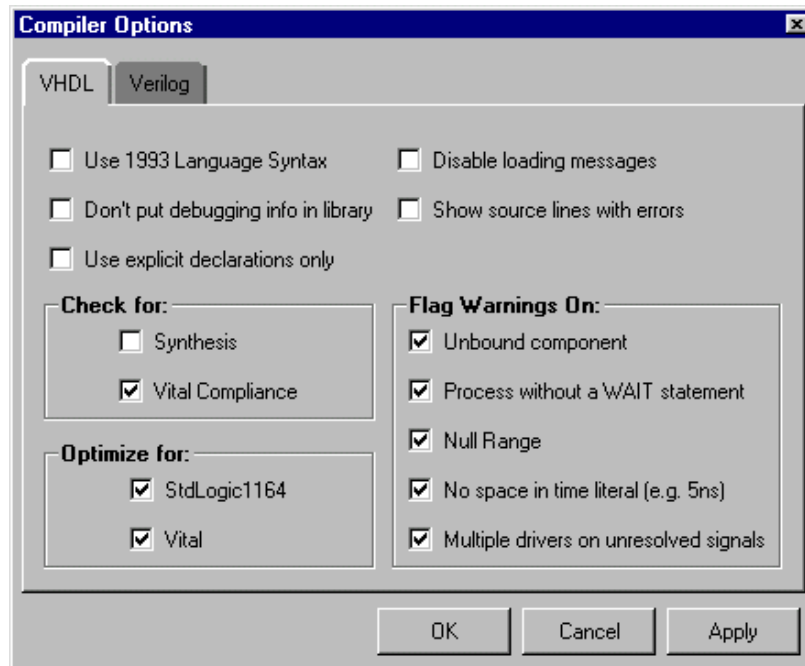 Compiler Options
VHDL Verilog
Use 1993 Language Syntax
Disable loading messages
Don't put debugging info in library
Show source lines with errors
Use explicit declarations only
Check for:
Synthesis
Vital Compliance
Optimize for:
StdLogic1164
Vital
Flag Warnings On:
Unbound component
Process without a WAIT statement
Null Range
No space in time literal (e.g. 5ns)
Multiple drivers on unresolved signals
OK Cancel Apply